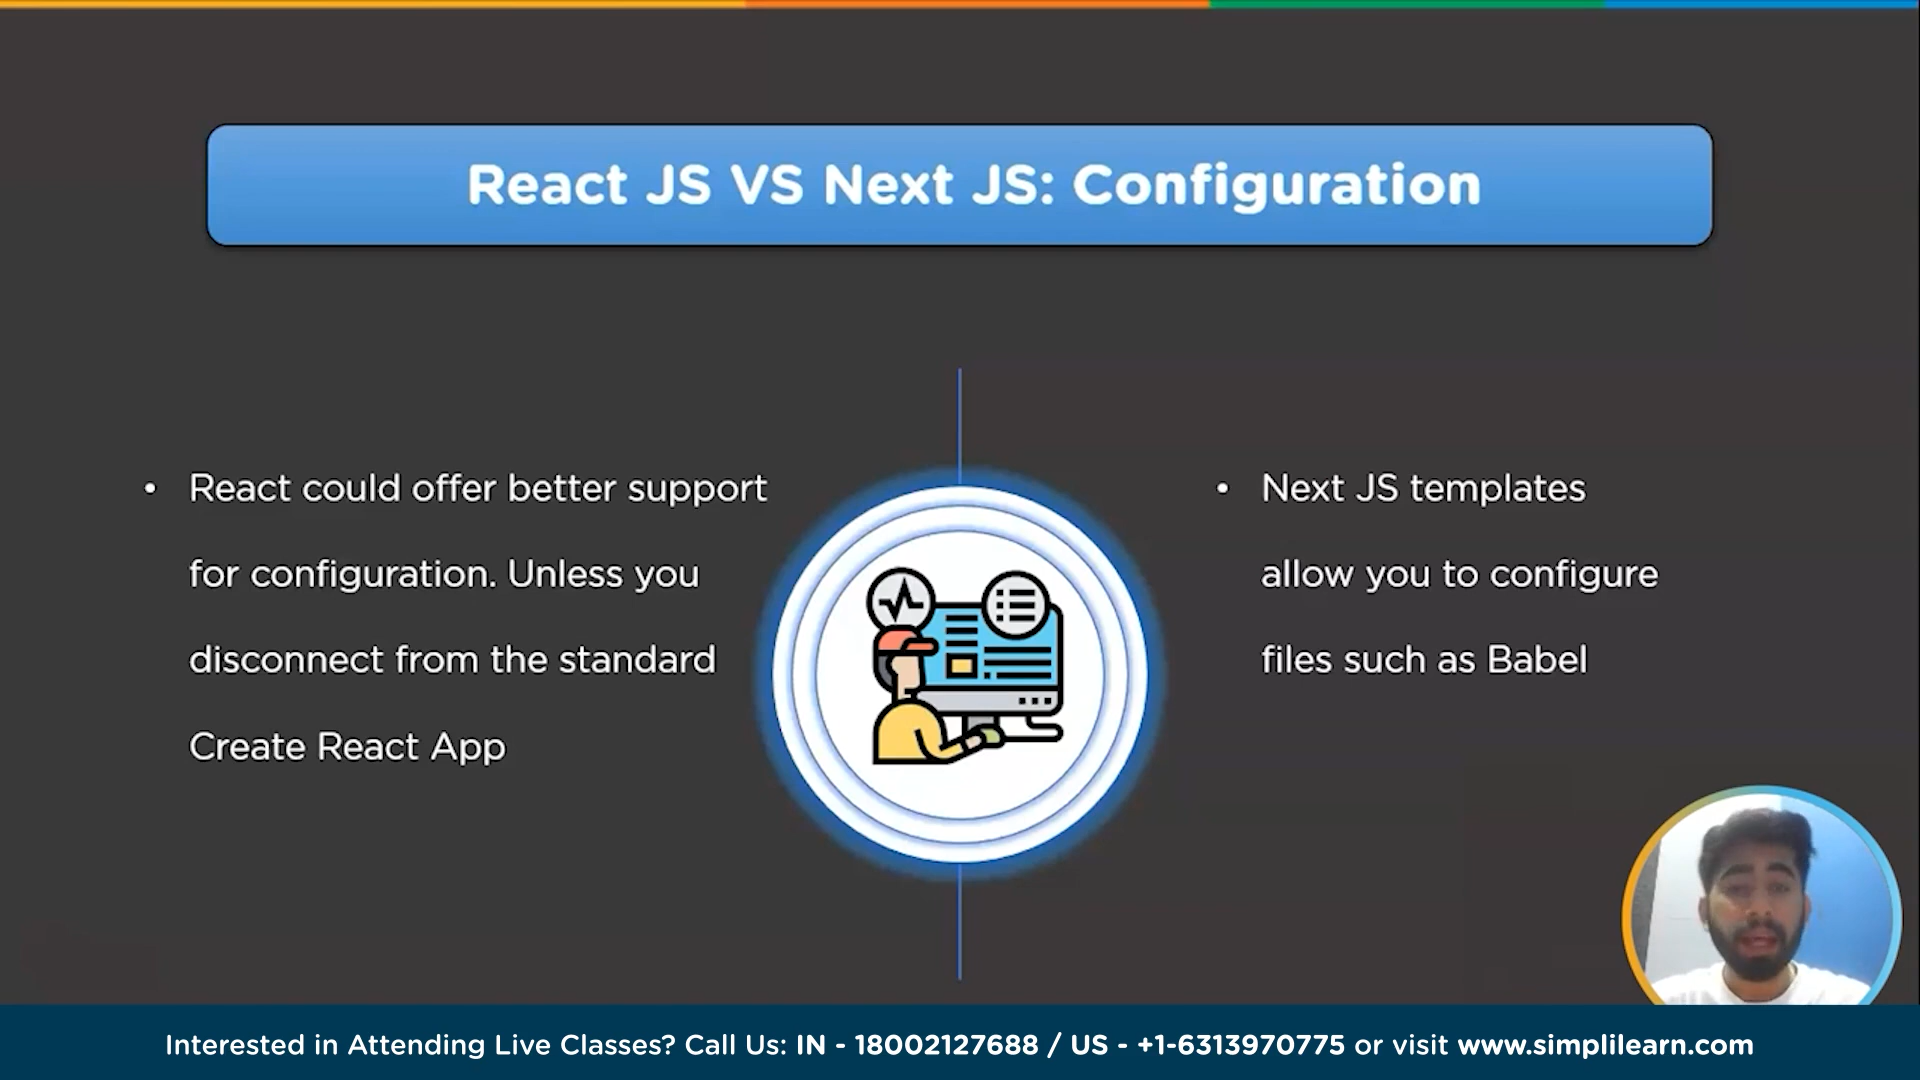 React JS VS Next JS: Configuration
• React could offer better support
for configuration. Unless you
disconnect from the standard
Create React App
• Next JS templates
allow you to configure
files such as Babel
Interested in Attending Live Classes? Call Us: IN - 18002127688 / US - +1-6313970775 or visit www.simplilearn.com